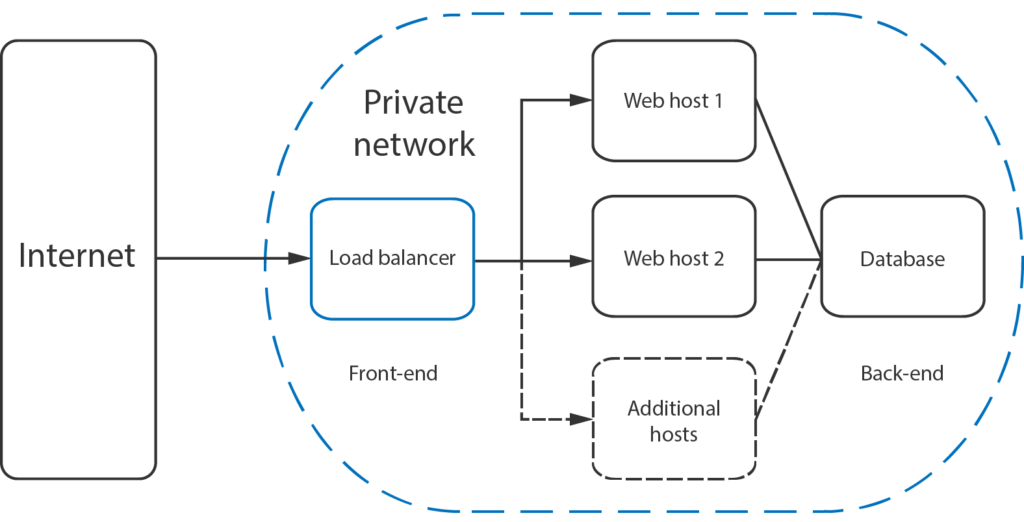 Internet
Private
network
Load balancer
Front-end
Web host 1
Web host 2
Additional
hosts
Database
Back-end